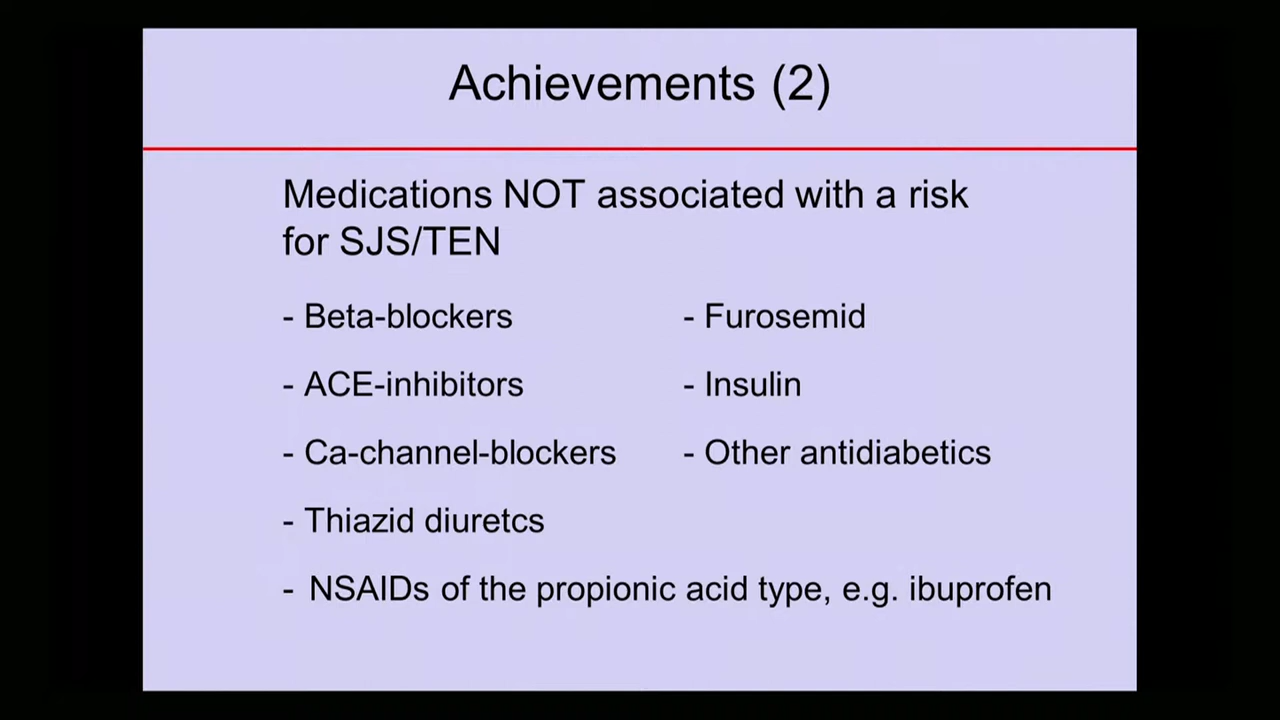 Achievements (2)
Medications NOT associated with a risk
for SJS/TEN
- Beta-blockers
- ACE-inhibitors
- Ca-channel-blockers
- Thiazid diuretcs
- Furosemid
- Insulin
- Other antidiabetics
- NSAIDs of the propionic acid type, e.g. ibuprofen